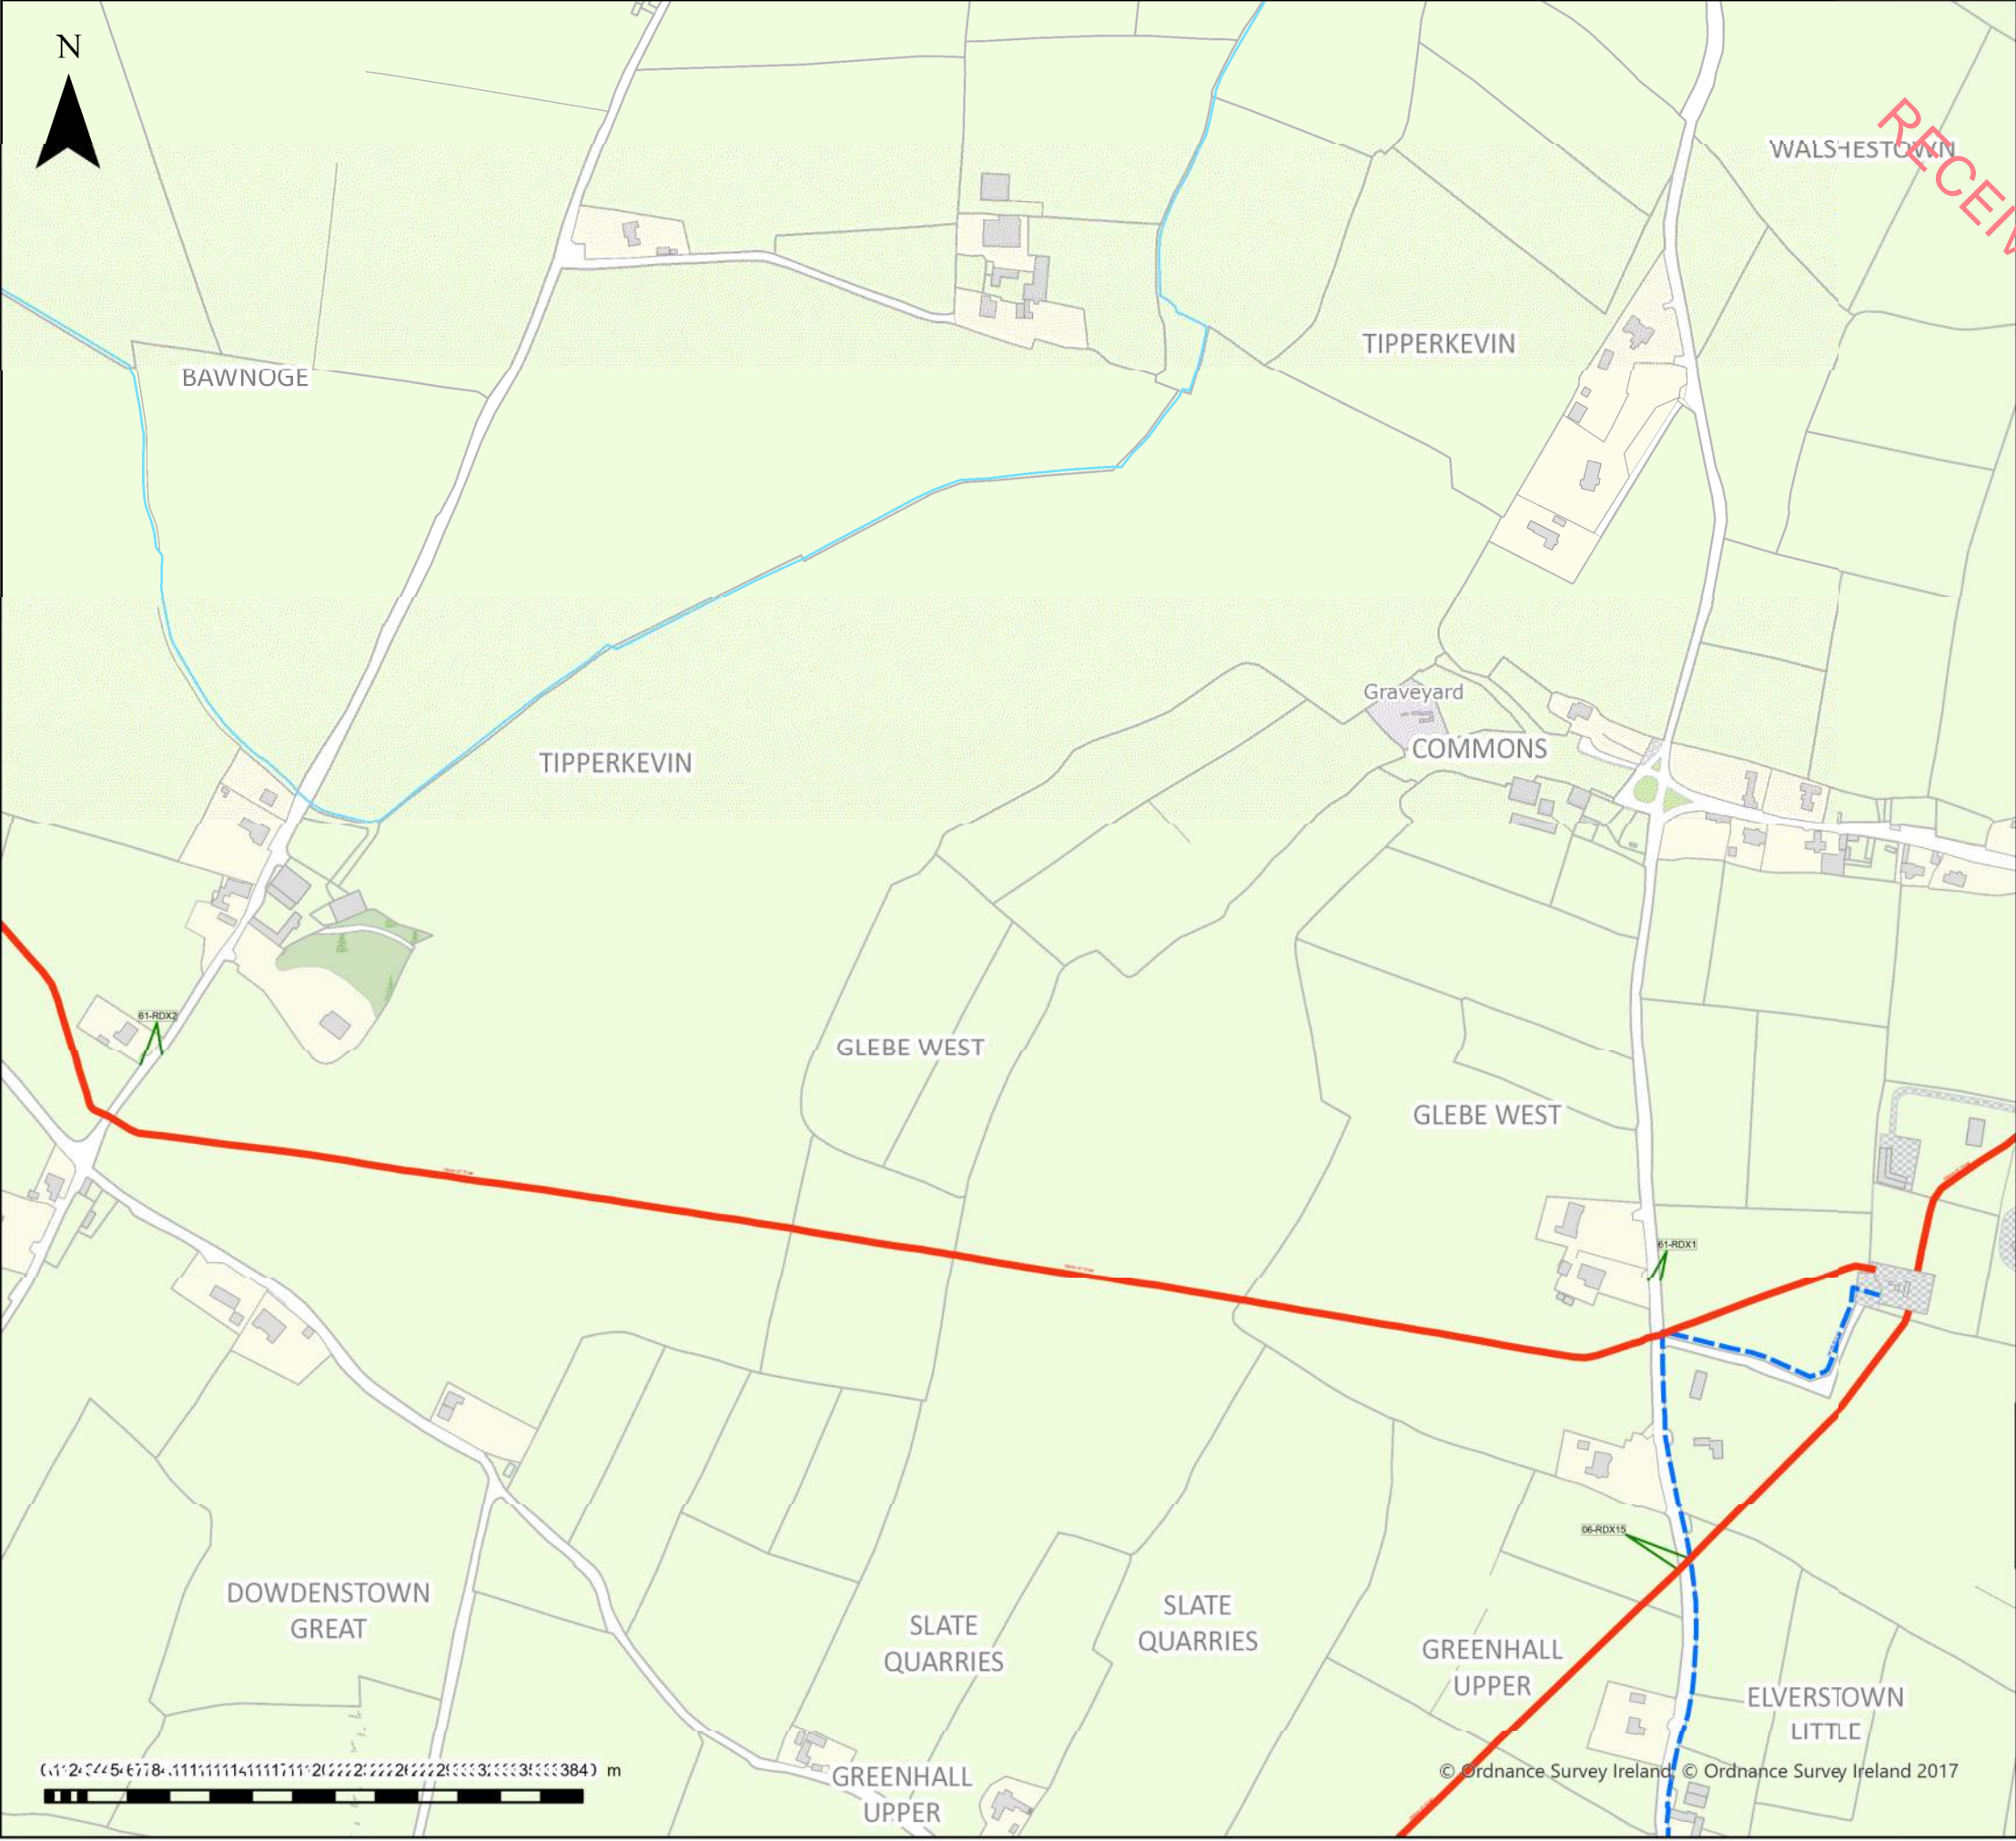 N
WALSHESTOWN
TIPPERKEVIN
BAWNOGE
Graveyard
COMMONS
TIPPERKEVIN
61-RDX2
GLEBE WEST
GLEBE WEST
61-RDX1
06-RDX15
DOWDENSTOWN
GREAT
SLATE
QUARRIES
SLATE
QUARRIES
GREENHALL
UPPER
ELVERSTOWN
LITTLE
m
© Ordnance Survey Ireland, © Ordnance Survey Ireland 2017
GREENHALL
UPPER